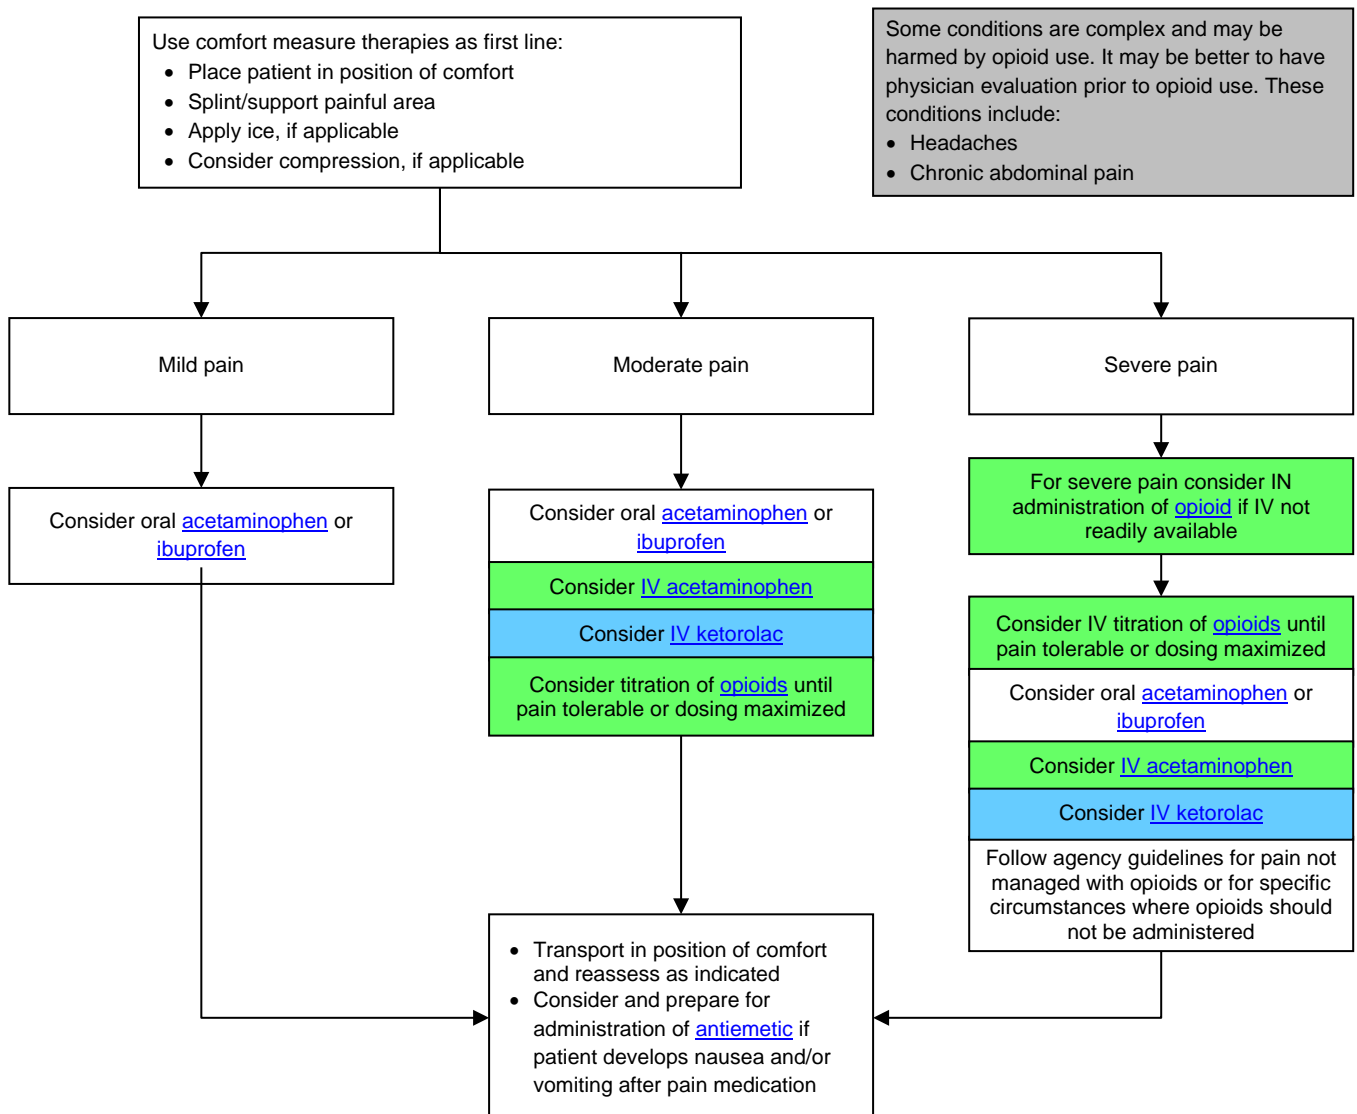 Use comfort measure therapies as first line:
• Place patient in position of comfort
• Splint/support painful area
• Apply ice, if applicable
• Consider compression, if applicable
Some conditions are complex and may be
harmed by opioid use. It may be better to have
physician evaluation prior to opioid use. These
conditions include:
• Headaches
• Chronic abdominal pain
Mild pain
Moderate pain
Severe pain
Consider oral acetaminophen or
ibuprofen
Consider oral acetaminophen or
ibuprofen
Consider IV acetaminophen
Consider IV ketorolac
Consider titration of opioids until
pain tolerable or dosing maximized
For severe pain consider IN
administration of opioid if IV not
readily available
Consider IV titration of opioids until
pain tolerable or dosing maximized
Consider oral acetaminophen or
ibuprofen
Consider IV acetaminophen
Consider IV ketorolac
Follow agency guidelines for pain not
managed with opioids or for specific
circumstances where opioids should
not be administered
• Transport in position of comfort
and reassess as indicated
• Consider and prepare for
administration of antiemetic if
patient develops nausea and/or
vomiting after pain medication